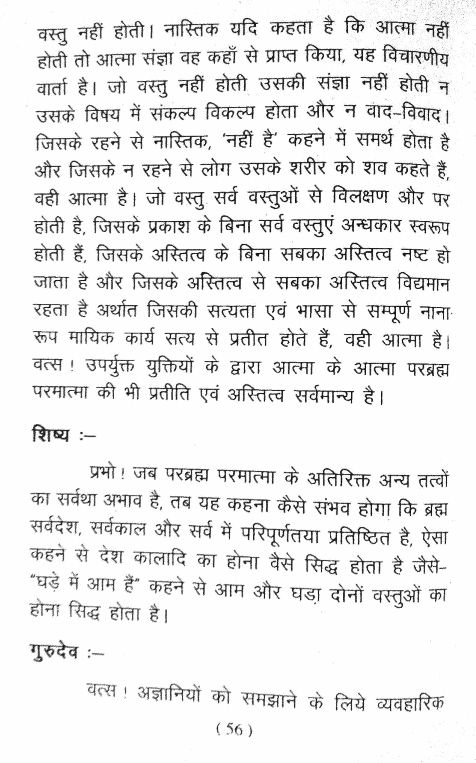 वस्तु नहीं होती। नास्तिक यदि कहता है कि आत्मा नहीं
होती तो आत्मा संज्ञा वह कहाँ से प्राप्त किया, यह विचारणीय
वार्ता है। जो वस्तु नहीं होती उसकी संज्ञा नहीं होती न
उसके विषय में संकल्प विकल्प होता और न वाद-विवाद।
जिसके रहने से नास्तिक, 'नहीं है' कहने में समर्थ होता है
और जिसके न रहने से लोग उसके शरीर को शव कहते हैं,
वही आत्मा है। जो वस्तु सर्व वस्तुओं से विलक्षण और पर
होती है, जिसके प्रकाश के बिना सर्व वस्तुएं अन्धकार स्वरूप
होती हैं, जिसके अस्तित्व के बिना सबका अस्तित्व नष्ट हो
जाता है और जिसके अस्तित्व से सबका अस्तित्व विद्यमान
रहता है अर्थात जिसकी सत्यता एवं भासा से सम्पूर्ण नाना
रूप मायिक कार्य सत्य से प्रतीत होते हैं, वही आत्मा है।
वत्स ! उपर्युक्त युक्तियों के द्वारा आत्मा के आत्मा परब्रह्म
परमात्मा की भी प्रतीति एवं अस्तित्व सर्वमान्य है।
शिष्य :–
प्रभो ! जब परब्रह्म परमात्मा के अतिरिक्त अन्य तत्वों
का सर्वथा अभाव है, तब यह कहना कैसे संभव होगा कि ब्रह्म
सर्वदेश, सर्वकाल और सर्व में परिपूर्णतया प्रतिष्ठित है, ऐसा
कहने से देश कालादि का होना वैसे सिद्ध होता है जैसे-
"घड़े में आम हैं" कहने से आम और घड़ा दोनों वस्तुओं का
होना सिद्ध होता है।
गुरुदेव :–
वत्स ! अज्ञानियों को समझाने के लिये व्यवहारिक
( 56 )